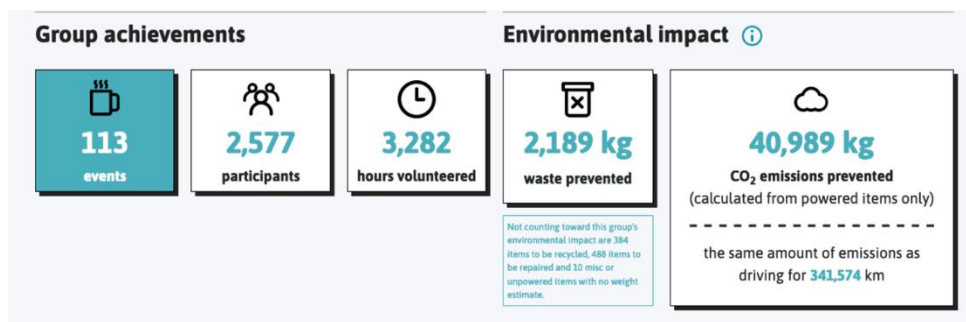 Group achievements
113
events
2,577
participants
3,282
hours volunteered
Environmental impact
2,189 kg
waste prevented
Not counting toward this group's
environmental impact are 384
items to be recycled, 488 items to
be repaired and 10 misc or
unpowered items with no weight
estimate.
40,989 kg
CO₂ emissions prevented
(calculated from powered items only)
the same amount of emissions as
driving for 341,574 km